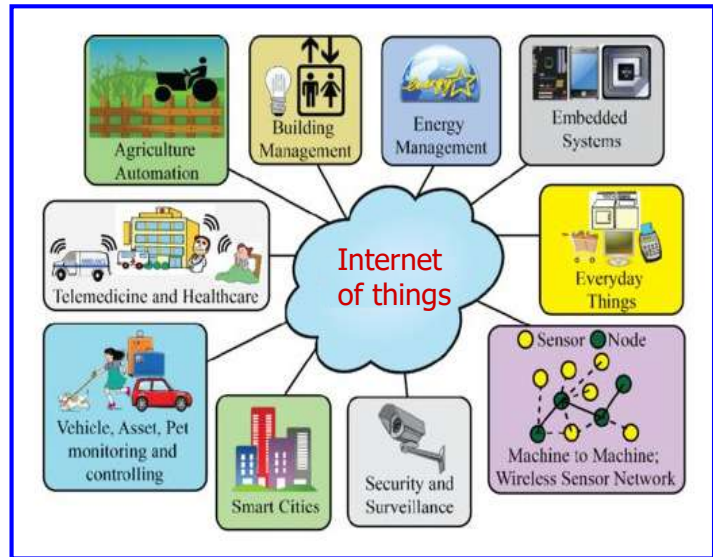 Agriculture
Automation
Building
Management
energy
Energy
Management
Embedded
Systems
Internet
of things
Telemedicine and Healthcare
Everyday
Things
Sensor Node
Vehicle, Asset, Pet
monitoring and
controlling
Smart Cities
Security and
Surveillance
Machine to Machine;
Wireless Sensor Network